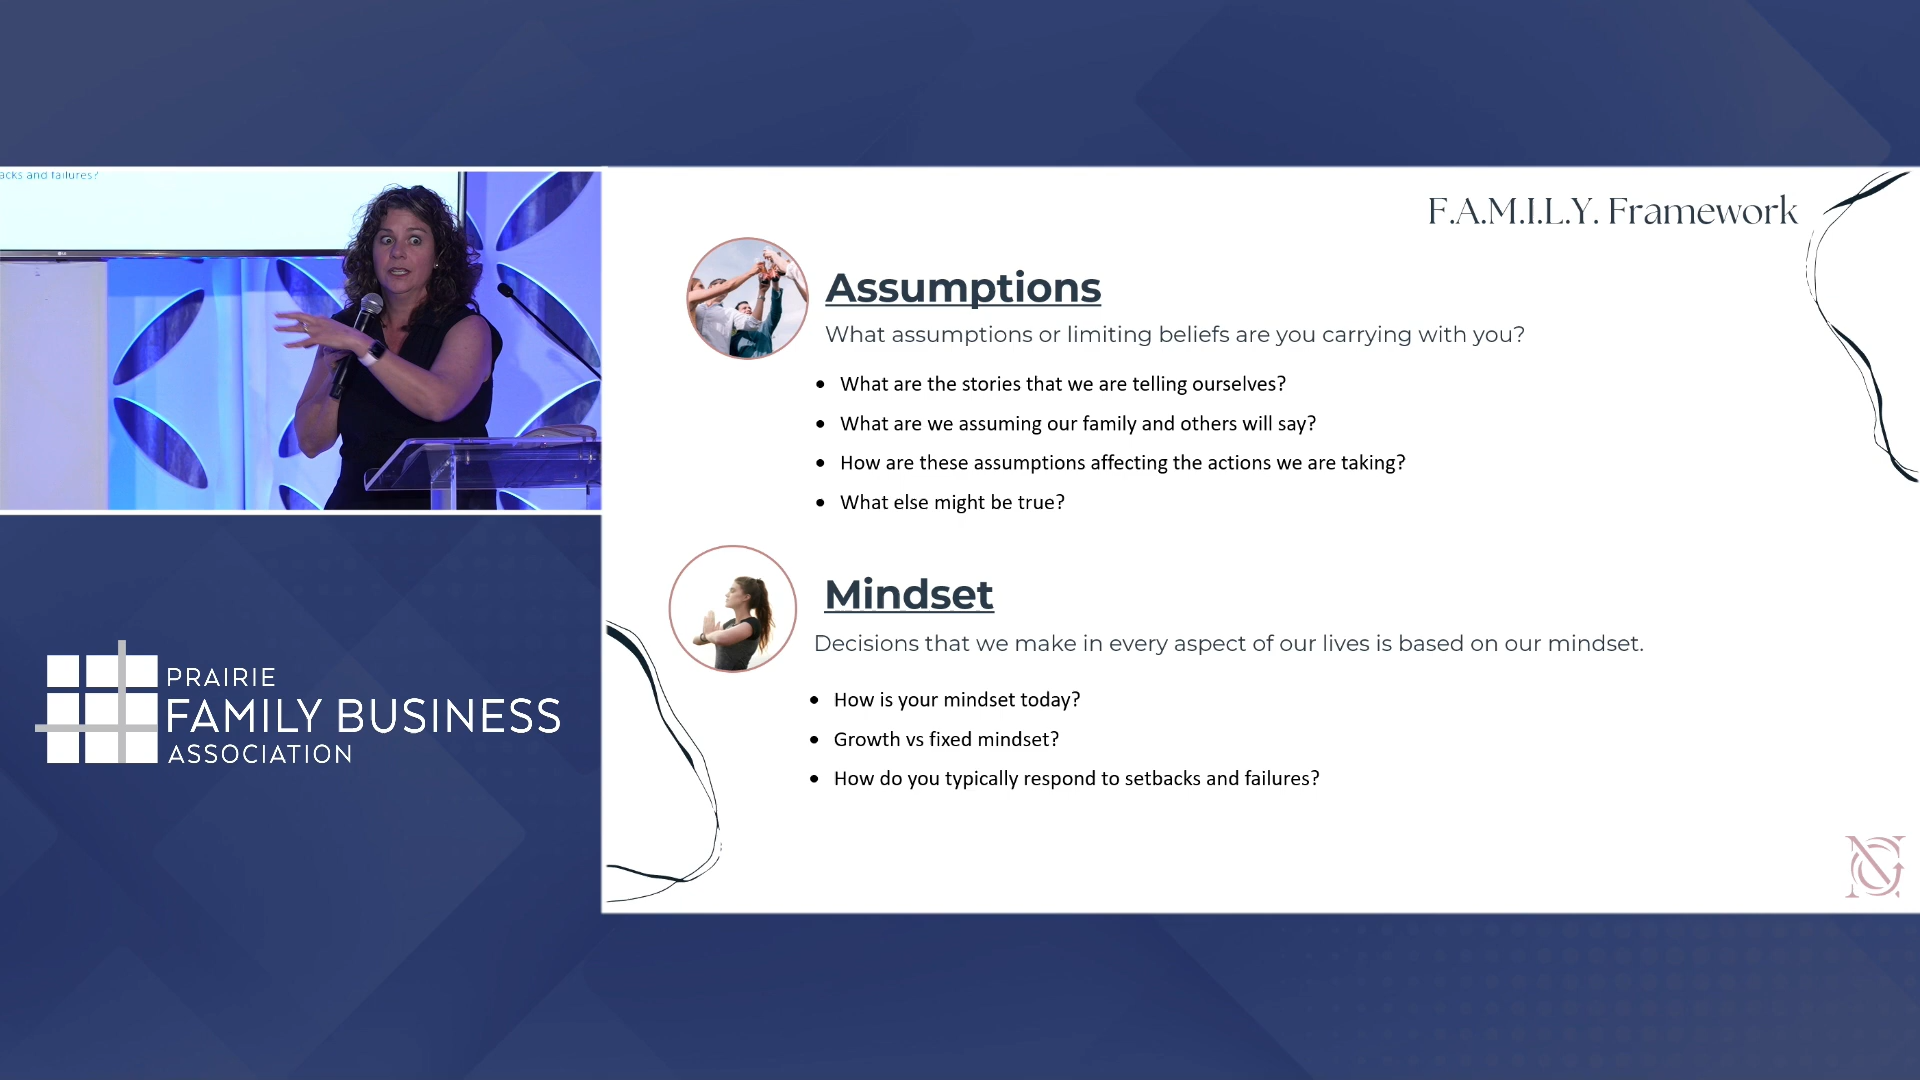 acks and failures?
F.A.M.I.L.Y. Framework
Assumptions
What assumptions or limiting beliefs are you carrying with you?
• What are the stories that we are telling ourselves?
• What are we assuming our family and others will say?
• How are these assumptions affecting the actions we are taking?
• What else might be true?
Mindset
Decisions that we make in every aspect of our lives is based on our mindset.
• How is your mindset today?
• Growth vs fixed mindset?
• How do you typically respond to setbacks and failures?
PRAIRIE
FAMILY BUSINESS
ASSOCIATION